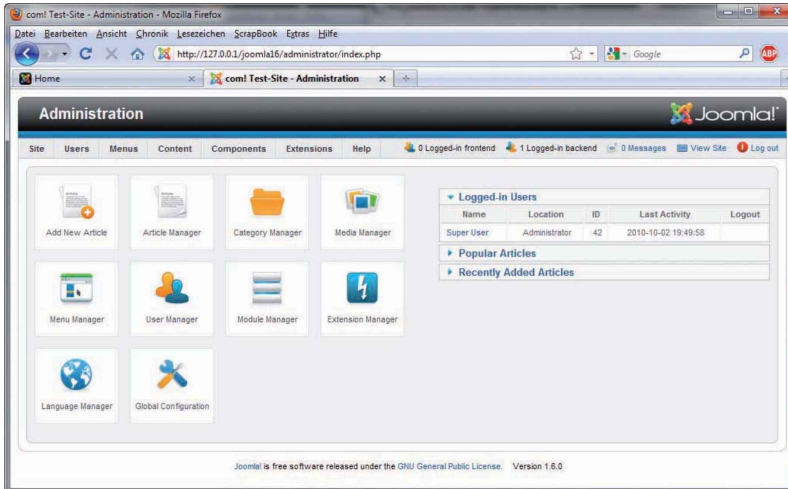 com! Test-Site - Administration - Mozilla Firefox
Datei Bearbeiten Ansicht Chronik Lesezeichen ScrapBook Extras Hilfe
http://127.0.0.1/joomla16/administrator/index.php
Google
ABP
Home
com! Test-Site - Administration
Administration
Joomla!
Site Users Menus Content Components Extensions Help
0 Logged-in frontend 1 Logged-in backend 0 Messages View Site Log out
Add New Article
Article Manager
Category Manager
Media Manager
Menu Manager
User Manager
Module Manager
Extension Manager
Language Manager
Global Configuration
Logged-in Users
Name Location ID Last Activity Logout
Super User Administrator 42 2010-10-02 19:49:58
Popular Articles
Recently Added Articles
Joomla! is free software released under the GNU General Public License. Version 1.6.0